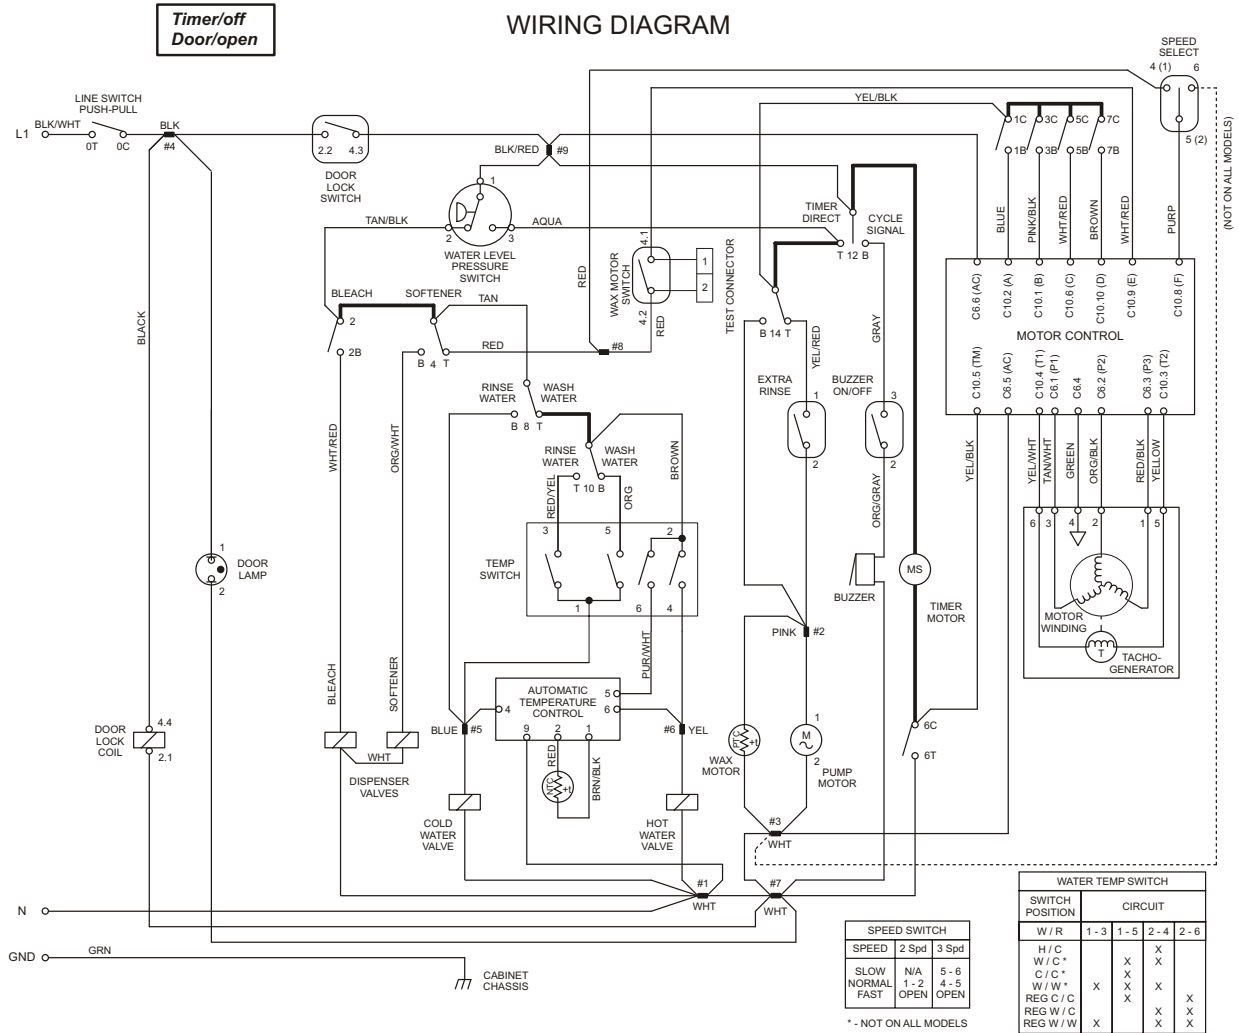 Timer/off
Door/open
WIRING DIAGRAM
SPEED
SELECT
4 (1) 6
5 (2)
(NOT ON ALL MODELS)
LINE SWITCH
PUSH-PULL
L1
BLK/WHT
0T 0C
BLK
#4
2.2 4.3
DOOR
LOCK
SWITCH
BLK/RED
#9
YEL/BLK
1C 3C 5C 7C
1B 3B 5B 7B
1
TAN/BLK
2 3
AQUA
WATER LEVEL
PRESSURE
SWITCH
RED
4.1
WAX MOTOR
SWITCH
4.2
RED
1
2
TEST CONNECTOR
TIMER
DIRECT
CYCLE
SIGNAL
T 12 B
BLUE
PINK/BLK
WHT/RED
BROWN
WHT/RED
PURP
BLEACH
SOFTENER
TAN
2
2B
B 4 T
RED
#8
B 14 T
YEL/RED
GRAY
C6.6 (AC)
C10.2 (A)
C10.1 (B)
C10.6 (C)
C10.10 (D)
C10.9 (E)
C10.8 (F)
MOTOR CONTROL
C10.5 (TM)
C6.5 (AC)
C10.4 (T1)
C6.1 (P1)
C6.4
C6.2 (P2)
C6.3 (P3)
C10.3 (T2)
BLACK
RINSE
WATER
WASH
WATER
B 8 T
EXTRA
RINSE
1
2
BUZZER
ON/OFF
3
2
WHT/RED
ORG/WHT
RINSE
WATER
WASH
WATER
T 10 B
BROWN
RED/YEL
ORG
ORG/GRAY
YEL/BLK
YEL/WHT
TAN/WHT
GREEN
ORG/BLK
RED/BLK
YELLOW
6 3 4 2 1 5
3 5 2
TEMP
SWITCH
1 6 4
1
DOOR
LAMP
2
BUZZER
MS
TIMER
MOTOR
MOTOR
WINDING
T
TACHO-
GENERATOR
PINK
#2
PUR/WHT
BLEACH
SOFTENER
AUTOMATIC
TEMPERATURE
CONTROL
5
4
6
9 2 1
BLUE
#5
#6
YEL
DOOR
LOCK
COIL
4.4
2.1
WHT
DISPENSER
VALVES
RED
NTC
+t
BRN/BLK
PTC
+t
WAX
MOTOR
1
M
2
PUMP
MOTOR
6C
6T
COLD
WATER
VALVE
HOT
WATER
VALVE
#3
WHT
#1
WHT
#7
WHT
N
GND
GRN
CABINET
CHASSIS
SPEED SWITCH
SPEED 2 Spd 3 Spd
SLOW N/A 5 - 6
NORMAL 1 - 2 4 - 5
FAST OPEN OPEN
* - NOT ON ALL MODELS
WATER TEMP SWITCH
SWITCH
POSITION
CIRCUIT
W / R 1 - 3 1 - 5 2 - 4 2 - 6
H / C X
W / C * X X
C / C * X
W / W * X X X
REG C / C X X
REG W / C X X
REG W / W X X X